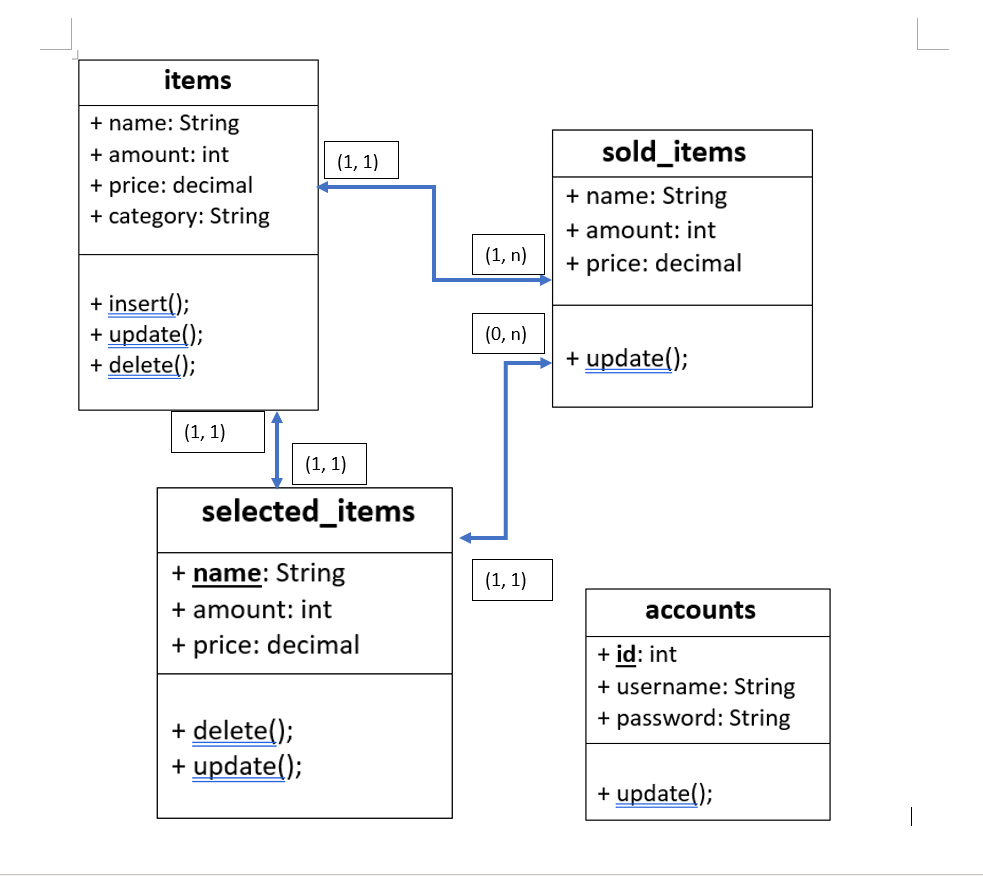 items
+ name: String
+ amount: int
+ price: decimal
+ category: String
+ insert();
+ update();
+ delete();
(1, 1)
sold_items
+ name: String
+ amount: int
+ price: decimal
+ update();
(1, n)
(0, n)
(1, 1)
(1, 1)
selected_items
+ name: String
+ amount: int
+ price: decimal
+ delete();
+ update();
(1, 1)
accounts
+ id: int
+ username: String
+ password: String
+ update();